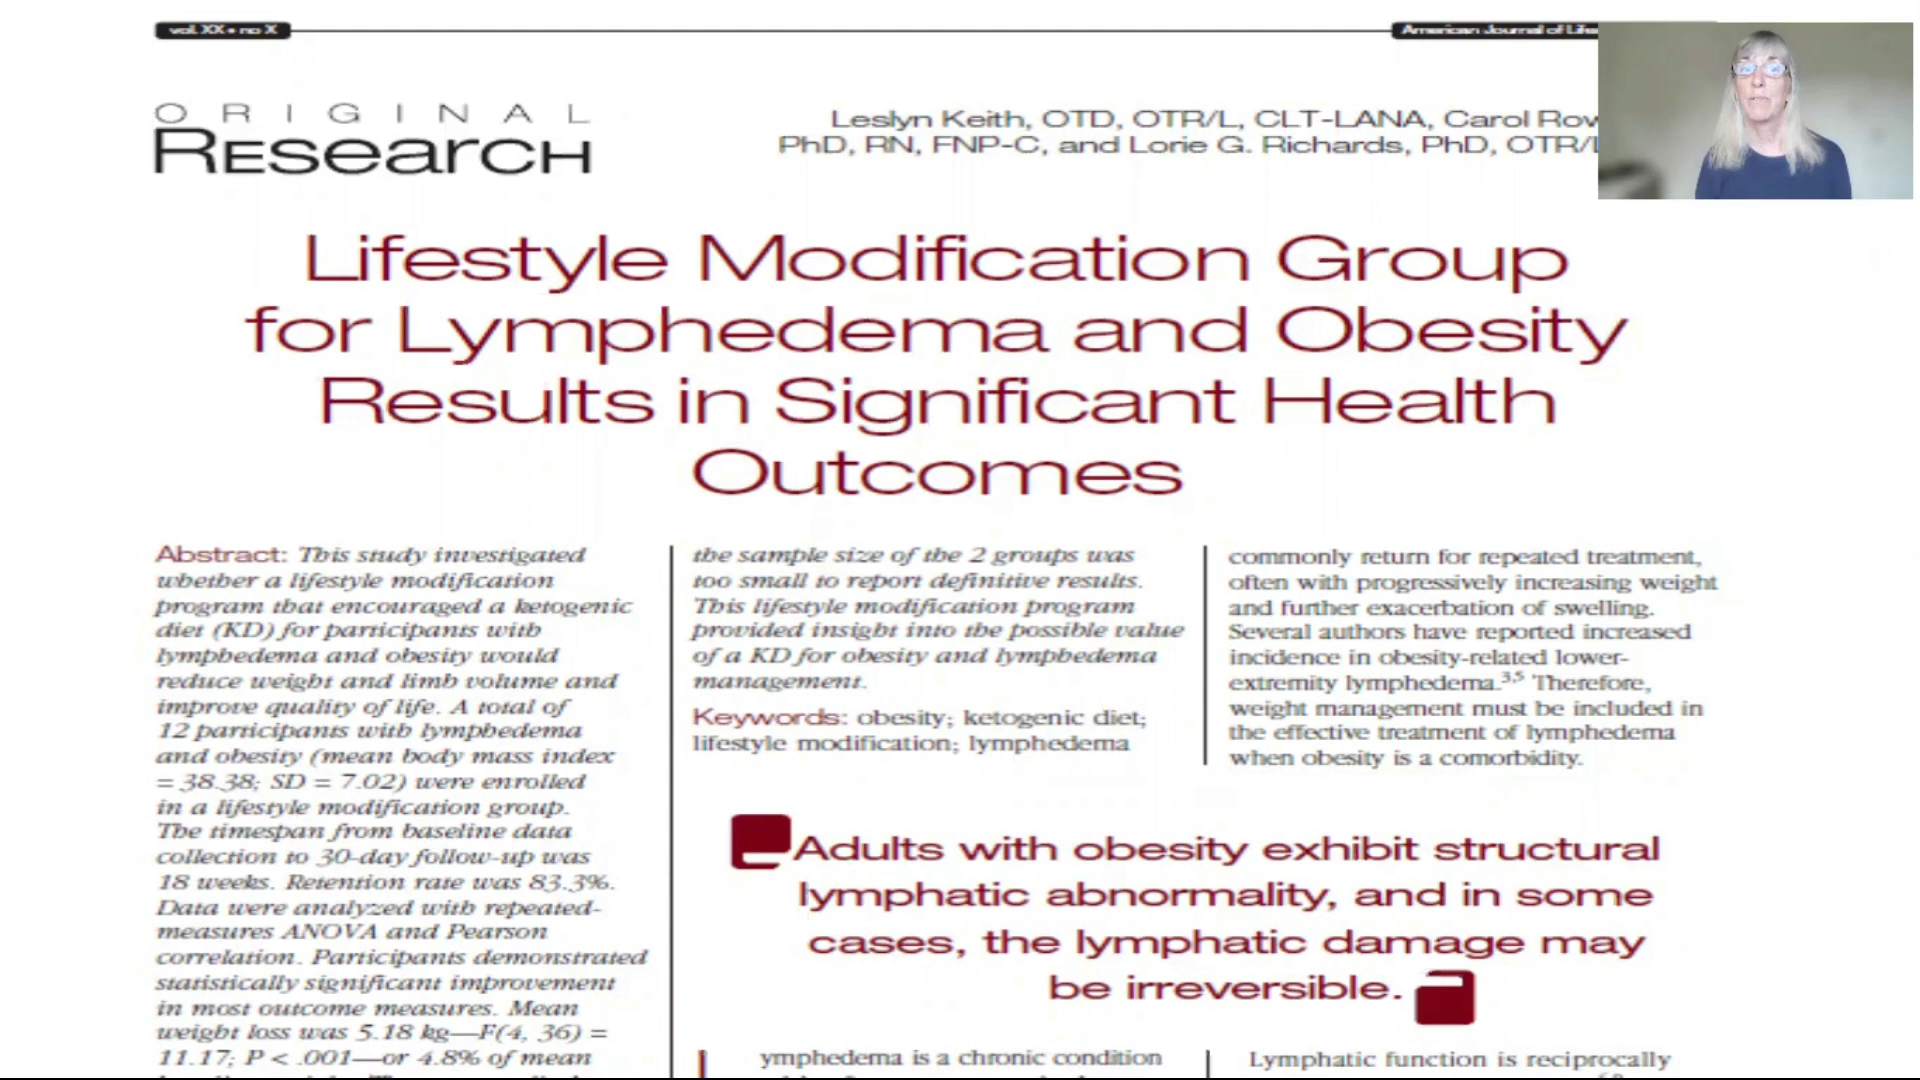 vol. XX • no X
American Journal of Life
ORIGINAL
RESearCH
Leslyn Keith, OTD, OTR/L, CLT-LANA, Carol
PhD, RN, FNP-C, and Lorie G. Richards, PhD, OTR/L
Lifestyle Modification Group
for Lymphedema and Obesity
Results in Significant Health
Outcomes
Abstract: This study investigated
whether a lifestyle modification
program that encouraged a ketogenic
diet (KD) for participants with
lymphedema and obesity would
reduce weight and limb volume and
improve quality of life. A total of
12 participants with lymphedema
and obesity (mean body mass index
= 38.38; SD = 7.02) were enrolled
in a lifestyle modification group.
The timespan from baseline data
collection to 30-day follow-up was
18 weeks. Retention rate was 83.3%.
Data were analyzed with repeated-
measures ANOVA and Pearson
correlation. Participants demonstrated
statistically significant improvement
in most outcome measures. Mean
weight loss was 5.18 kg—F(4, 36) =
11.17; P < .001—or 4.8% of mean
the sample size of the 2 groups was
too small to report definitive results.
This lifestyle modification program
provided insight into the possible value
of a KD for obesity and lymphedema
management.
Keywords: obesity; ketogenic diet;
lifestyle modification; lymphedema
commonly return for repeated treatment,
often with progressively increasing weight
and further exacerbation of swelling.
Several authors have reported increased
incidence in obesity-related lower-
extremity lymphedema.3,5 Therefore,
weight management must be included in
the effective treatment of lymphedema
when obesity is a comorbidity.
Adults with obesity exhibit structural
lymphatic abnormality, and in some
cases, the lymphatic damage may
be irreversible.
ymphedema is a chronic condition
Lymphatic function is reciprocally